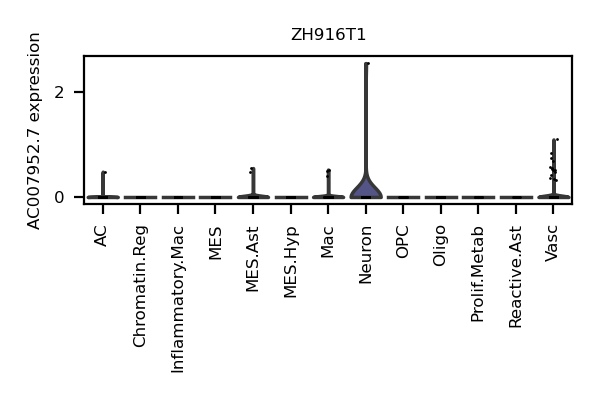 ZH916T1
AC007952.7 expression
2
0
AC
Chromatin.Reg
Inflammatory.Mac
MES
MES.Ast
MES.Hyp
Mac
Neuron
OPC
Oligo
Prolif.Metab
Reactive.Ast
Vasc